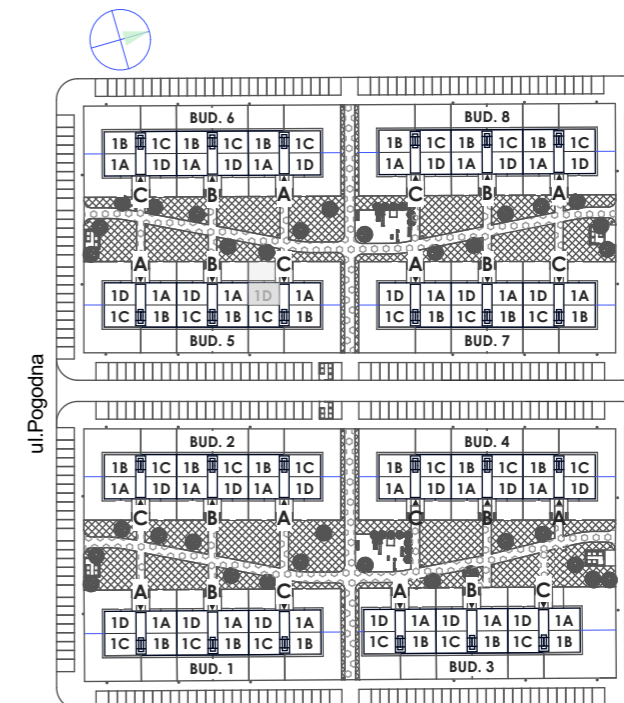 BUD. 6
1B 1C 1B 1C 1B 1C
1A 1D 1A 1D 1A 1D
C B A
BUD. 8
1B 1C 1B 1C 1B 1C
1A 1D 1A 1D 1A 1D
C B A
A B C
1D 1A 1D 1A 1D 1A
1C 1B 1C 1B 1C 1B
BUD. 5
A B C
1D 1A 1D 1A 1D 1A
1C 1B 1C 1B 1C 1B
BUD. 7
ul.Pogodna
BUD. 2
1B 1C 1B 1C 1B 1C
1A 1D 1A 1D 1A 1D
C B A
BUD. 4
1B 1C 1B 1C 1B 1C
1A 1D 1A 1D 1A 1D
C B A
A B C
1D 1A 1D 1A 1D 1A
1C 1B 1C 1B 1C 1B
BUD. 1
A B C
1D 1A 1D 1A 1D 1A
1C 1B 1C 1B 1C 1B
BUD. 3